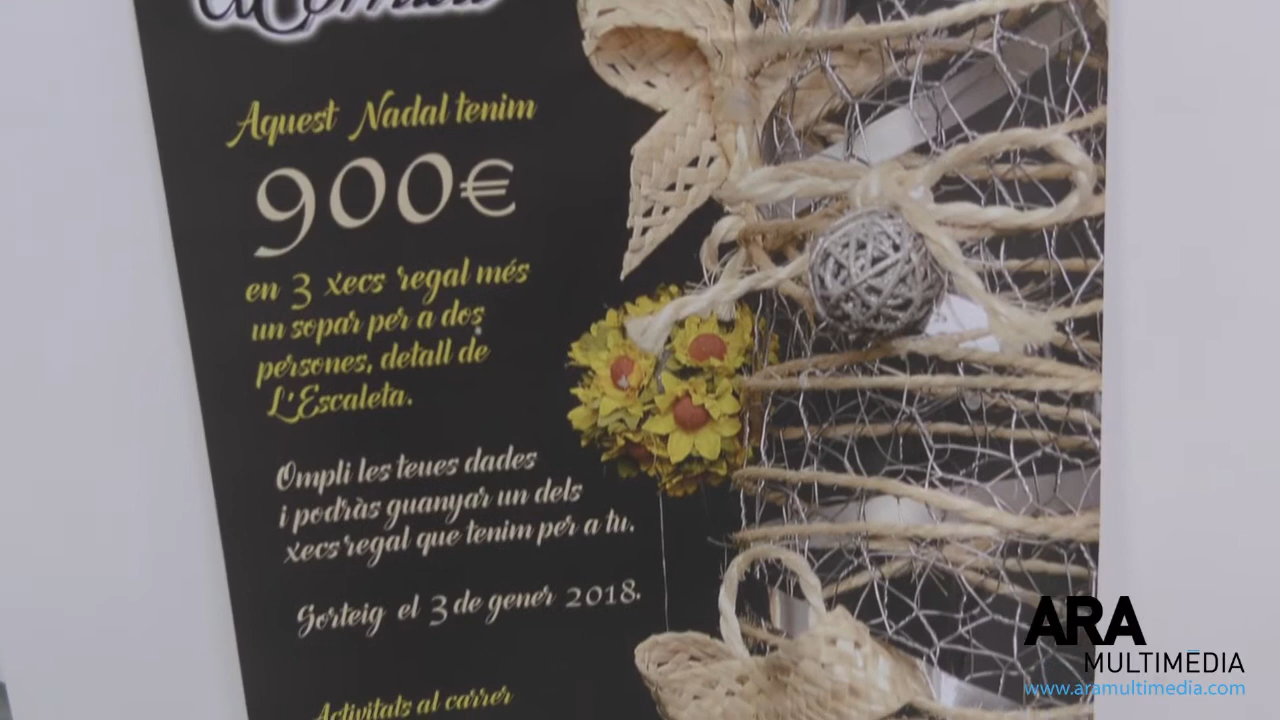 Aquest Nadal tenim
900€
en 3 xecs regal més
un sopar per a dos
persones, detall de
L'Escaleta.
Ompli les teues dades
i podràs guanyar un dels
xecs regal que tenim per a tu.
Sorteig el 3 de gener 2018.
Activitats al carrer
ARA
MULTIMÈDIA
www.aramultimedia.com